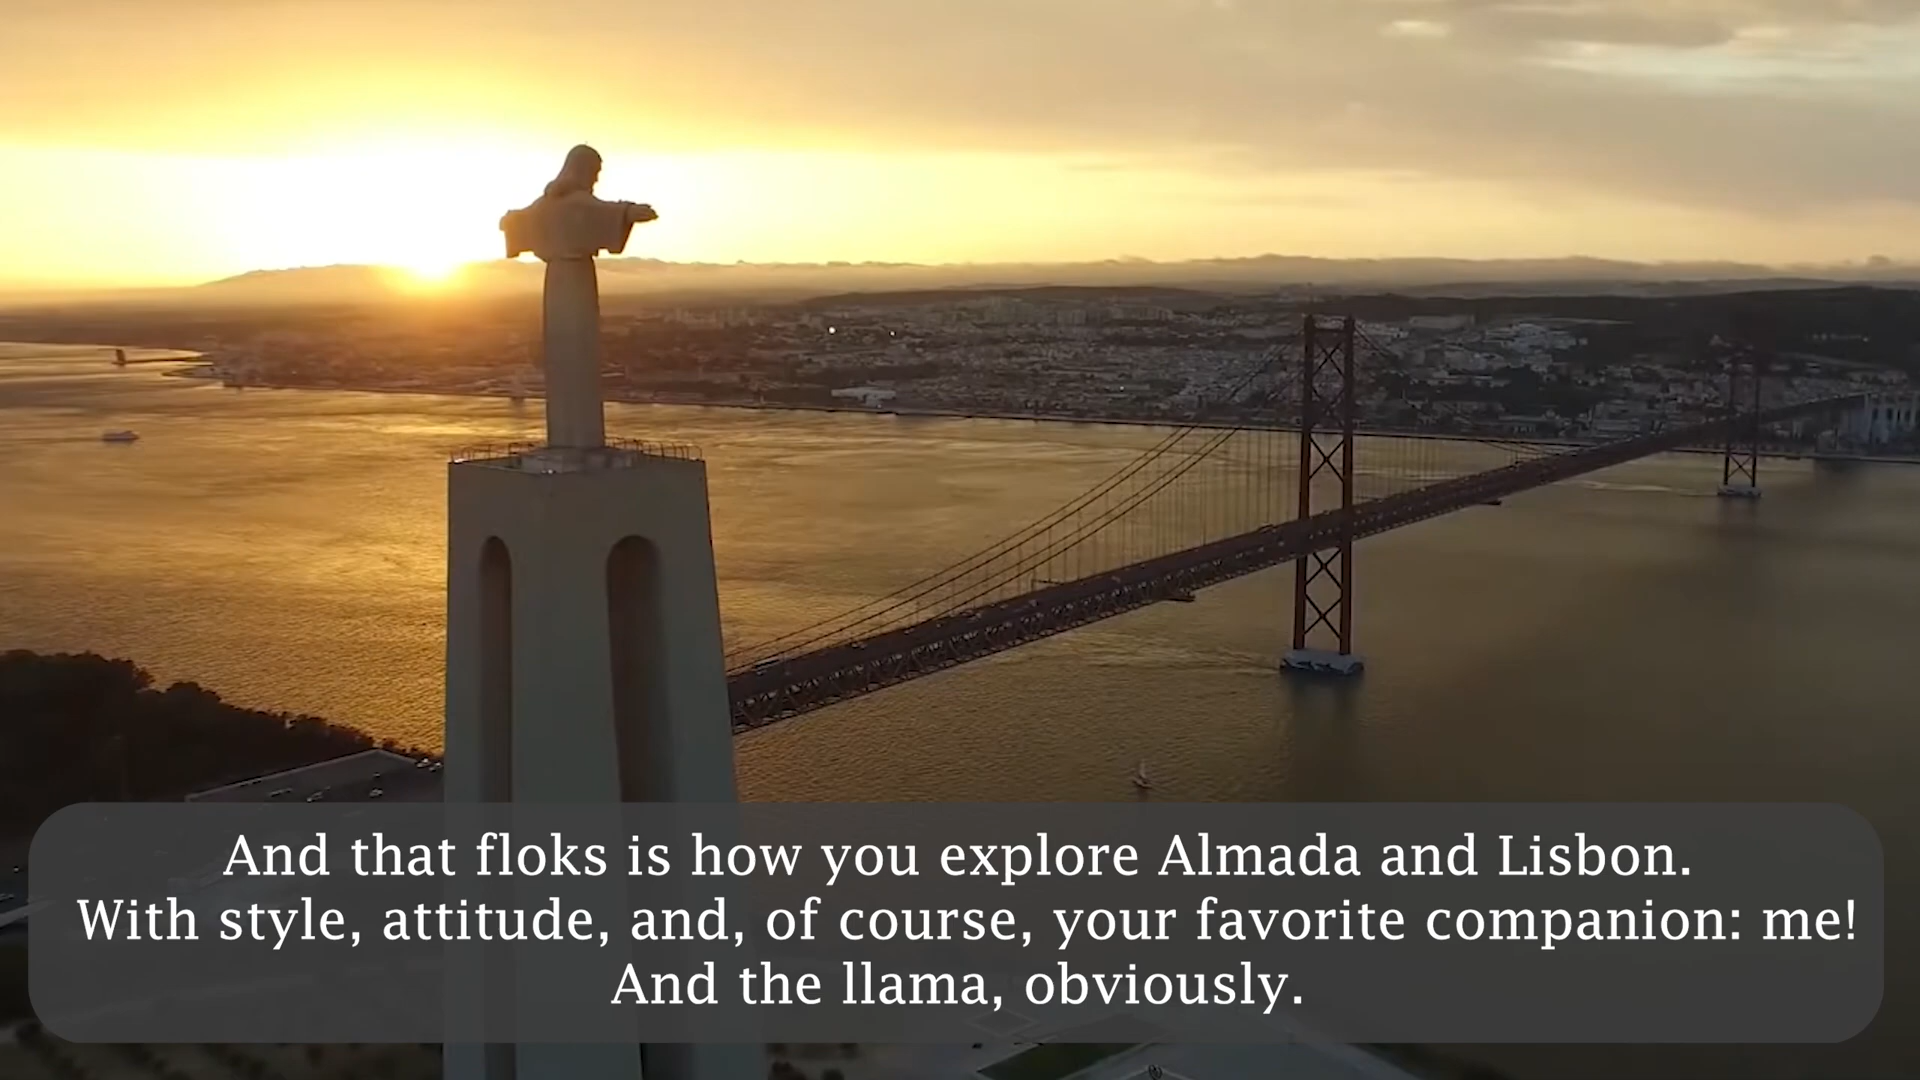 And that floks is how you explore Almada and Lisbon.
With style, attitude, and, of course, your favorite companion: me!
And the llama, obviously.